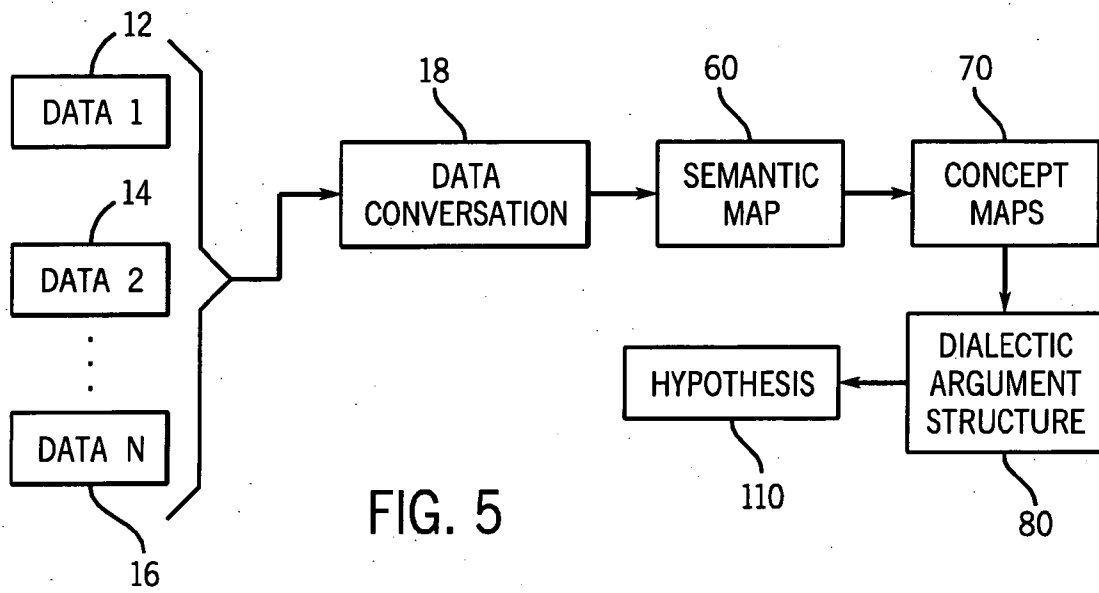 12
DATA 1
14
DATA 2
DATA N
16
18
DATA
CONVERSATION
60
SEMANTIC
MAP
70
CONCEPT
MAPS
DIALECTIC
ARGUMENT
STRUCTURE
80
HYPOTHESIS
110
FIG. 5